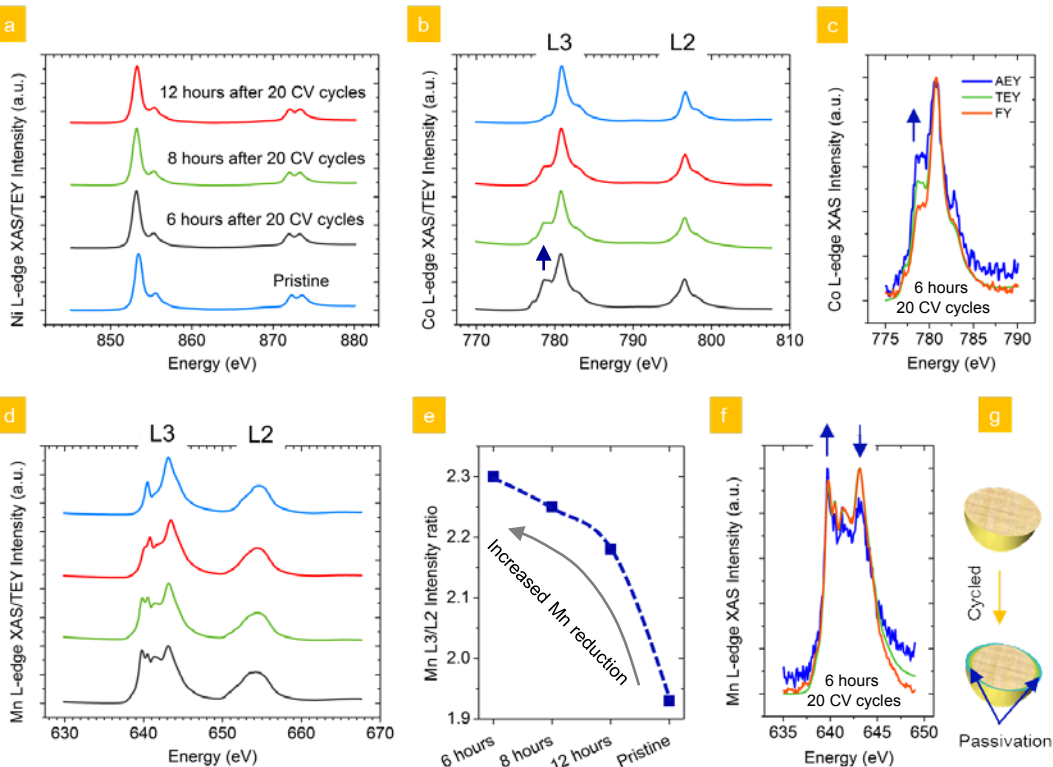 a
Ni L-edge XAS/TEY Intensity (a.u.)
12 hours after 20 CV cycles
8 hours after 20 CV cycles
6 hours after 20 CV cycles
Pristine
850 860 870 880
Energy (eV)
b
L3 L2
Co L-edge XAS/TEY Intensity (a.u.)
770 780 790 800 810
Energy (eV)
c
Co L-edge XAS Intensity (a.u.)
AEY
TEY
FY
6 hours
20 CV cycles
775 780 785 790
Energy (eV)
d
L3 L2
Mn L-edge XAS/TEY Intensity (a.u.)
630 640 650 660 670
Energy (eV)
e
Mn L3/L2 Intensity ratio
2.3
2.2
2.1
2.0
1.9
Increased Mn reduction
6 hours 8 hours 12 hours Pristine
f
Mn L-edge XAS Intensity (a.u.)
6 hours
20 CV cycles
635 640 645 650
Energy (eV)
g
Cycled
Passivation